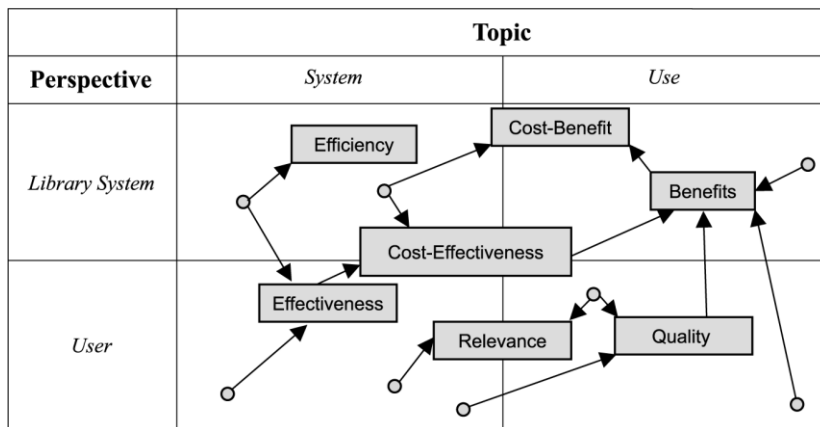 Topic
Perspective
System
Use
Library System
Efficiency
Cost-Benefit
Benefits
Cost-Effectiveness
User
Effectiveness
Relevance
Quality